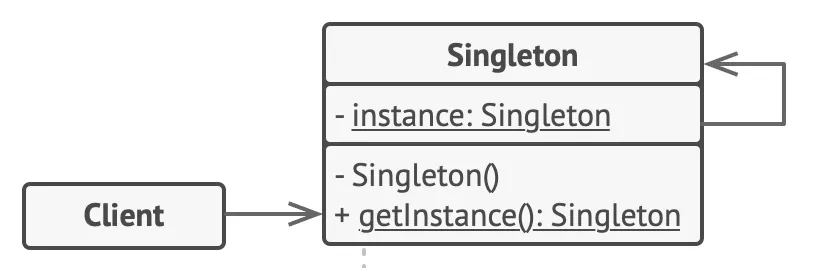 Singleton
- instance: Singleton
- Singleton()
+ getInstance(): Singleton
Client